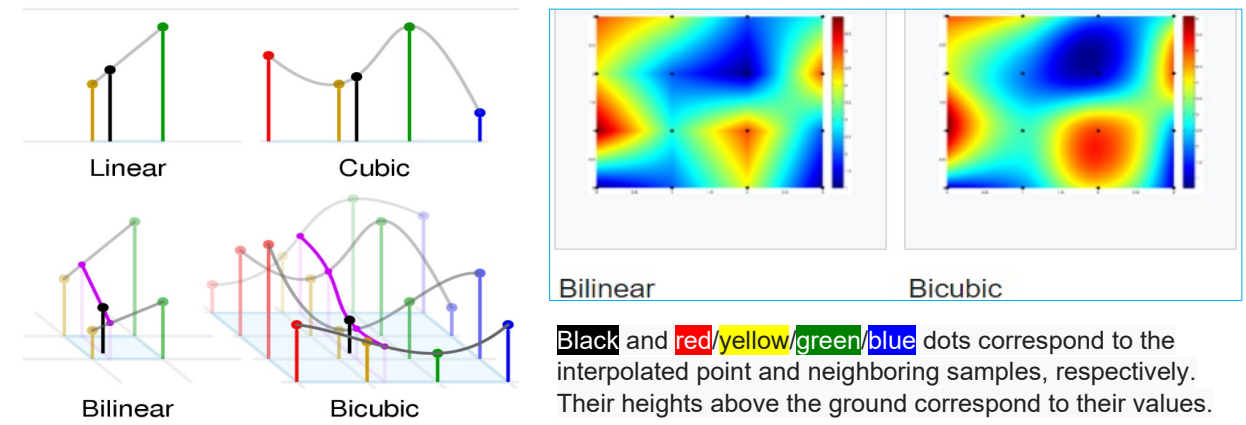 Linear
Cubic
Bilinear
Bicubic
Bilinear
Bicubic
Black and red/yellow/green/blue dots correspond to the
interpolated point and neighboring samples, respectively.
Their heights above the ground correspond to their values.